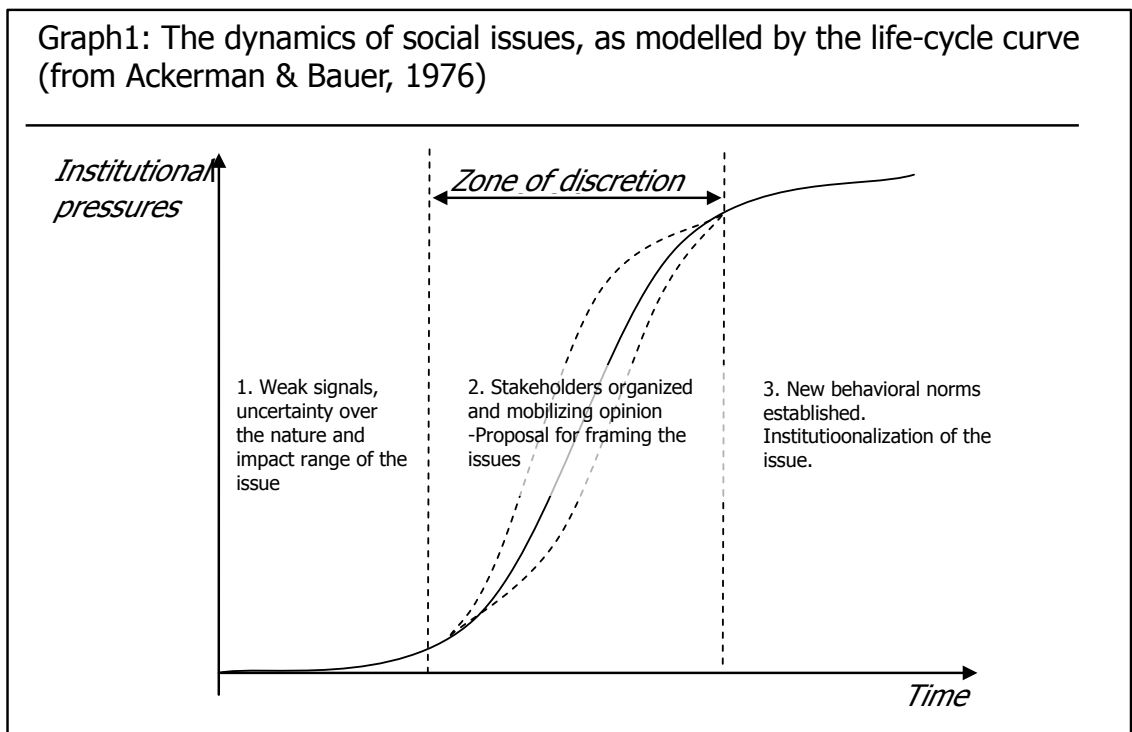 Graph1: The dynamics of social issues, as modelled by the life-cycle curve
(from Ackerman & Bauer, 1976)
Institutional
pressures
Zone of discretion
1. Weak signals,
uncertainty over
the nature and
impact range of the
issue
2. Stakeholders organized
and mobilizing opinion
-Proposal for framing the
issues
3. New behavioral norms
established.
Institutioonalization of the
issue.
Time